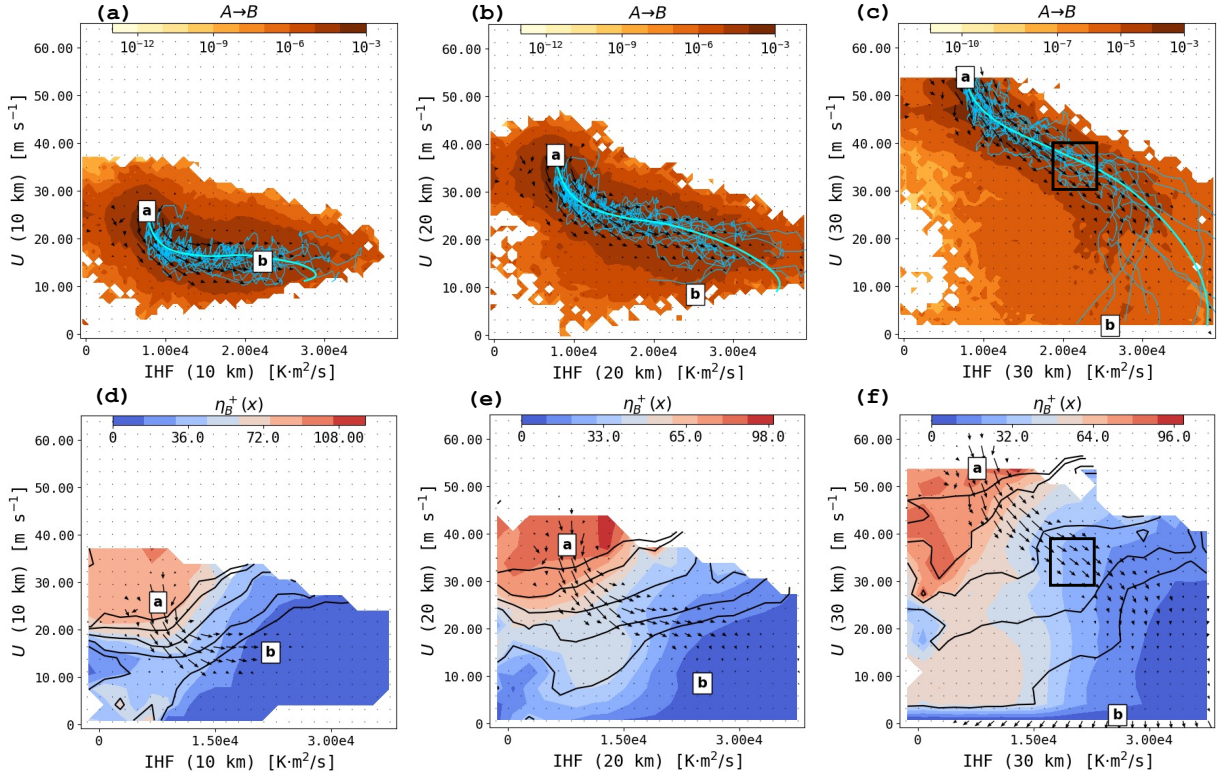 (a)
A→B
10⁻¹² 10⁻⁹ 10⁻⁶ 10⁻³
60.00
50.00
40.00
30.00
20.00
10.00
0
U (10 km) [m s⁻¹]
a
b
0 1.00e4 2.00e4 3.00e4
IHF (10 km) [K·m²/s]
(b)
A→B
10⁻¹² 10⁻⁹ 10⁻⁶ 10⁻³
60.00
50.00
40.00
30.00
20.00
10.00
0
U (20 km) [m s⁻¹]
a
b
0 1.00e4 2.00e4 3.00e4
IHF (20 km) [K·m²/s]
(c)
A→B
10⁻¹⁰ 10⁻⁷ 10⁻⁵ 10⁻³
60.00
50.00
40.00
30.00
20.00
10.00
0
U (30 km) [m s⁻¹]
a
b
0 1.00e4 2.00e4 3.00e4
IHF (30 km) [K·m²/s]
(d)
η_B⁺(x)
0 36.0 72.0 108.00
60.00
50.00
40.00
30.00
20.00
10.00
0
U (10 km) [m s⁻¹]
a
b
0 1.50e4 3.00e4
IHF (10 km) [K·m²/s]
(e)
η_B⁺(x)
0 33.0 65.0 98.0
60.00
50.00
40.00
30.00
20.00
10.00
0
U (20 km) [m s⁻¹]
a
b
0 1.50e4 3.00e4
IHF (20 km) [K·m²/s]
(f)
η_B⁺(x)
0 32.0 64.0 96.0
60.00
50.00
40.00
30.00
20.00
10.00
0
U (30 km) [m s⁻¹]
a
b
0 1.50e4 3.00e4
IHF (30 km) [K·m²/s]